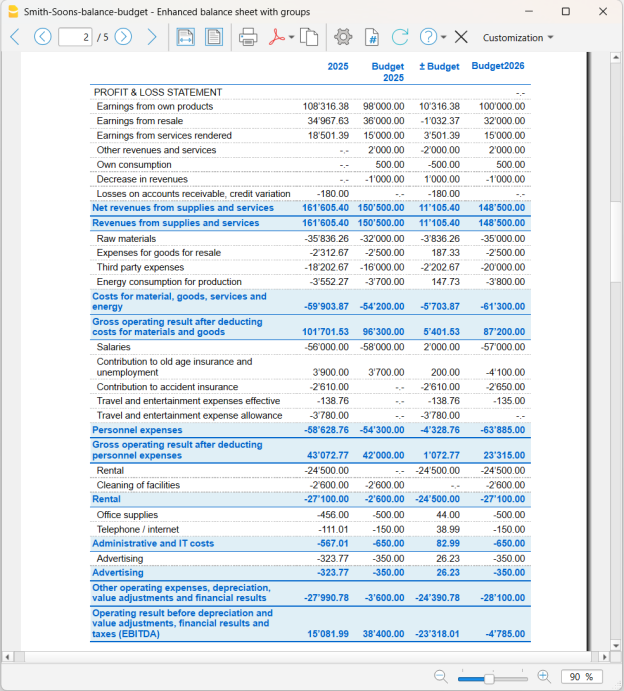 Smith-Soons-balance-budget - Enhanced balance sheet with groups
2 / 5 Customization
2025 Budget 2025 ± Budget Budget2026
PROFIT & LOSS STATEMENT -.-
Earnings from own products 108'316.38 98'000.00 10'316.38 100'000.00
Earnings from resale 34'967.63 36'000.00 -1'032.37 32'000.00
Earnings from services rendered 18'501.39 15'000.00 3'501.39 15'000.00
Other revenues and services -.- 2'000.00 -2'000.00 2'000.00
Own consumption -.- 500.00 -500.00 500.00
Decrease in revenues -.- -1'000.00 1'000.00 -1'000.00
Losses on accounts receivable, credit variation -180.00 -.- -180.00 -.-
Net revenues from supplies and services 161'605.40 150'500.00 11'105.40 148'500.00
Revenues from supplies and services 161'605.40 150'500.00 11'105.40 148'500.00
Raw materials -35'836.26 -32'000.00 -3'836.26 -35'000.00
Expenses for goods for resale -2'312.67 -2'500.00 187.33 -2'500.00
Third party expenses -18'202.67 -16'000.00 -2'202.67 -20'000.00
Energy consumption for production -3'552.27 -3'700.00 147.73 -3'800.00
Costs for material, goods, services and
energy -59'903.87 -54'200.00 -5'703.87 -61'300.00
Gross operating result after deducting
costs for materials and goods 101'701.53 96'300.00 5'401.53 87'200.00
Salaries -56'000.00 -58'000.00 2'000.00 -57'000.00
Contribution to old age insurance and
unemployment 3'900.00 3'700.00 200.00 -4'100.00
Contribution to accident insurance -2'610.00 -.- -2'610.00 -2'650.00
Travel and entertainment expenses effective -138.76 -.- -138.76 -135.00
Travel and entertainment expense allowance -3'780.00 -.- -3'780.00 -.-
Personnel expenses -58'628.76 -54'300.00 -4'328.76 -63'885.00
Gross operating result after deducting
personnel expenses 43'072.77 42'000.00 1'072.77 23'315.00
Rental -24'500.00 -.- -24'500.00 -24'500.00
Cleaning of facilities -2'600.00 -2'600.00 -.- -2'600.00
Rental -27'100.00 -2'600.00 -24'500.00 -27'100.00
Office supplies -456.00 -500.00 44.00 -500.00
Telephone / internet -111.01 -150.00 38.99 -150.00
Administrative and IT costs -567.01 -650.00 82.99 -650.00
Advertising -323.77 -350.00 26.23 -350.00
Advertising -323.77 -350.00 26.23 -350.00
Other operating expenses, depreciation,
value adjustments and financial results -27'990.78 -3'600.00 -24'390.78 -28'100.00
Operating result before depreciation and
value adjustments, financial results and
taxes (EBITDA) 15'081.99 38'400.00 -23'318.01 -4'785.00
90 %